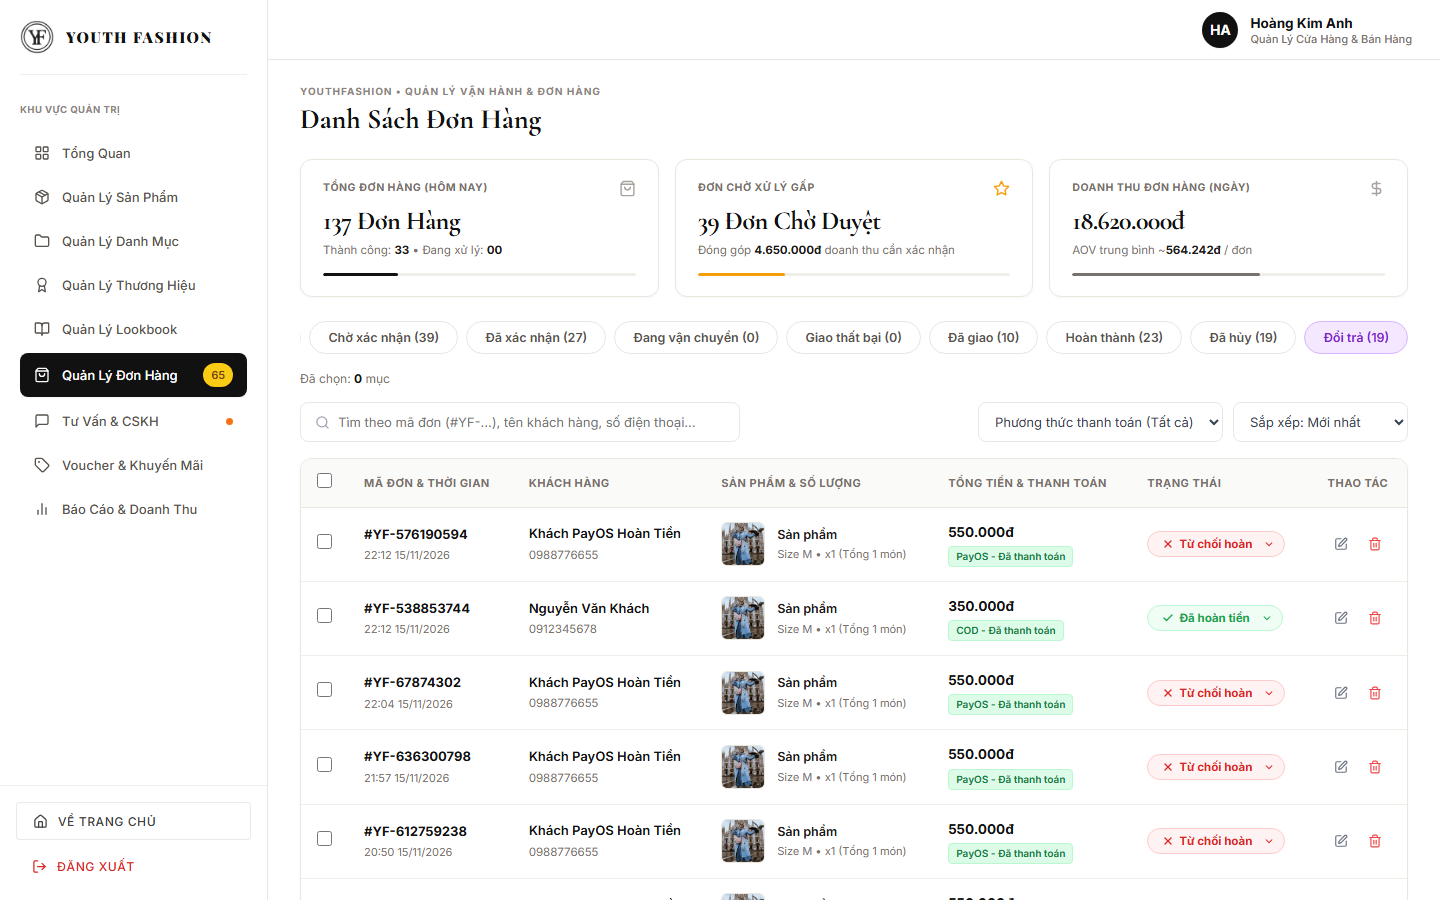 YF YOUTH FASHION
KHU VỰC QUẢN TRỊ
Tổng Quan
Quản Lý Sản Phẩm
Quản Lý Danh Mục
Quản Lý Thương Hiệu
Quản Lý Lookbook
Quản Lý Đơn Hàng 65
Tư Vấn & CSKH
Voucher & Khuyến Mãi
Báo Cáo & Doanh Thu
VỀ TRANG CHỦ
ĐĂNG XUẤT
HA
Hoàng Kim Anh
Quản Lý Cửa Hàng & Bán Hàng
YOUTHFASHION • QUẢN LÝ VẬN HÀNH & ĐƠN HÀNG
Danh Sách Đơn Hàng
TỔNG ĐƠN HÀNG (HÔM NAY)
137 Đơn Hàng
Thành công: 33 • Đang xử lý: 00
ĐƠN CHỜ XỬ LÝ GẤP
39 Đơn Chờ Duyệt
Đóng góp 4.650.000đ doanh thu cần xác nhận
DOANH THU ĐƠN HÀNG (NGÀY)
18.620.000đ
AOV trung bình ~564.242đ / đơn
Chờ xác nhận (39) Đã xác nhận (27) Đang vận chuyển (0) Giao thất bại (0) Đã giao (10) Hoàn thành (23) Đã hủy (19) Đổi trả (19)
Đã chọn: 0 mục
Tìm theo mã đơn (#YF-...), tên khách hàng, số điện thoại...
Phương thức thanh toán (Tất cả)
Sắp xếp: Mới nhất
MÃ ĐƠN & THỜI GIAN KHÁCH HÀNG SẢN PHẨM & SỐ LƯỢNG TỔNG TIỀN & THANH TOÁN TRẠNG THÁI THAO TÁC
#YF-576190594 Khách PayOS Hoàn Tiền Sản phẩm 550.000đ Từ chối hoàn
22:12 15/11/2026 0988776655 Size M • x1 (Tổng 1 món) PayOS - Đã thanh toán
#YF-538853744 Nguyễn Văn Khách Sản phẩm 350.000đ Đã hoàn tiền
22:12 15/11/2026 0912345678 Size M • x1 (Tổng 1 món) COD - Đã thanh toán
#YF-67874302 Khách PayOS Hoàn Tiền Sản phẩm 550.000đ Từ chối hoàn
22:04 15/11/2026 0988776655 Size M • x1 (Tổng 1 món) PayOS - Đã thanh toán
#YF-636300798 Khách PayOS Hoàn Tiền Sản phẩm 550.000đ Từ chối hoàn
21:57 15/11/2026 0988776655 Size M • x1 (Tổng 1 món) PayOS - Đã thanh toán
#YF-612759238 Khách PayOS Hoàn Tiền Sản phẩm 550.000đ Từ chối hoàn
20:50 15/11/2026 0988776655 Size M • x1 (Tổng 1 món) PayOS - Đã thanh toán